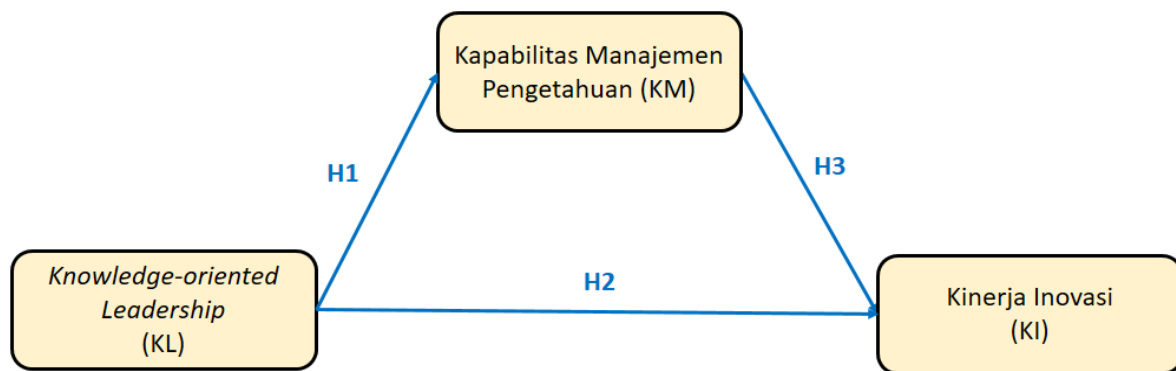 Kapabilitas Manajemen
Pengetahuan (KM)
H1
H3
Knowledge-oriented
Leadership
(KL)
H2
Kinerja Inovasi
(KI)